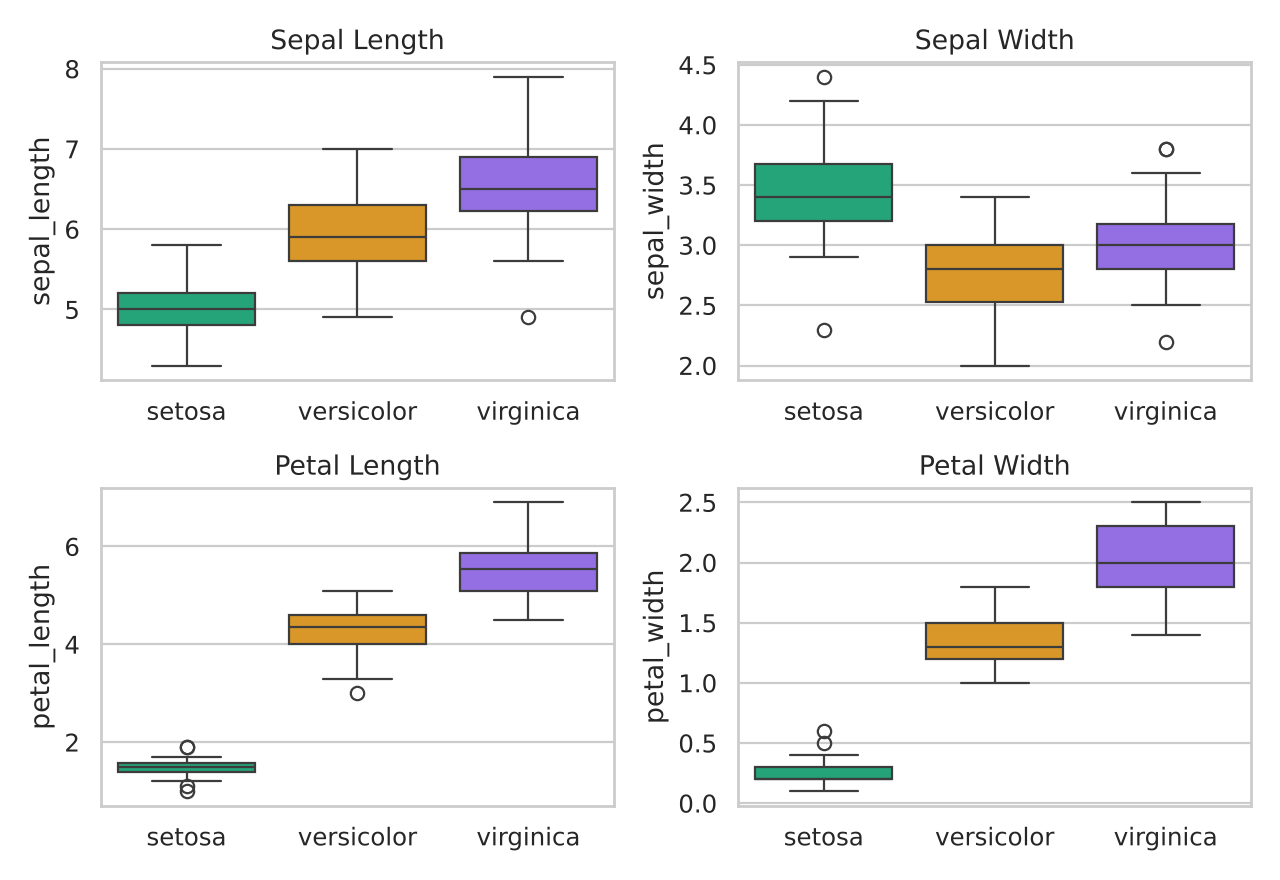 Sepal Length
sepal_length
8
7
6
5
setosa versicolor virginica
Sepal Width
sepal_width
4.5
4.0
3.5
3.0
2.5
2.0
setosa versicolor virginica
Petal Length
petal_length
6
4
2
setosa versicolor virginica
Petal Width
petal_width
2.5
2.0
1.5
1.0
0.5
0.0
setosa versicolor virginica